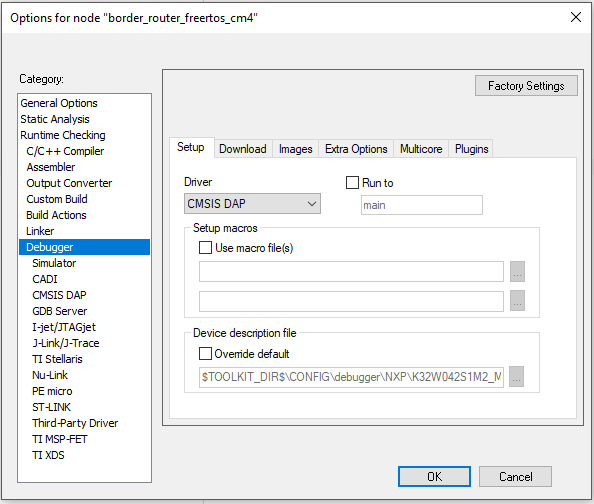 Options for node "border_router_freertos_cm4"
Category:
Factory Settings
General Options
Static Analysis
Runtime Checking
C/C++ Compiler
Assembler
Output Converter
Custom Build
Build Actions
Linker
Debugger
Simulator
CADI
CMSIS DAP
GDB Server
I-jet/JTAGjet
J-Link/J-Trace
TI Stellaris
Nu-Link
PE micro
ST-LINK
Third-Party Driver
TI MSP-FET
TI XDS
Setup Download Images Extra Options Multicore Plugins
Driver
Run to
CMSIS DAP
main
Setup macros
Use macro file(s)
...
...
Device description file
Override default
$TOOLKIT_DIR$\CONFIG\debugger\NXP\K32W042S1M2_M
...
OK Cancel